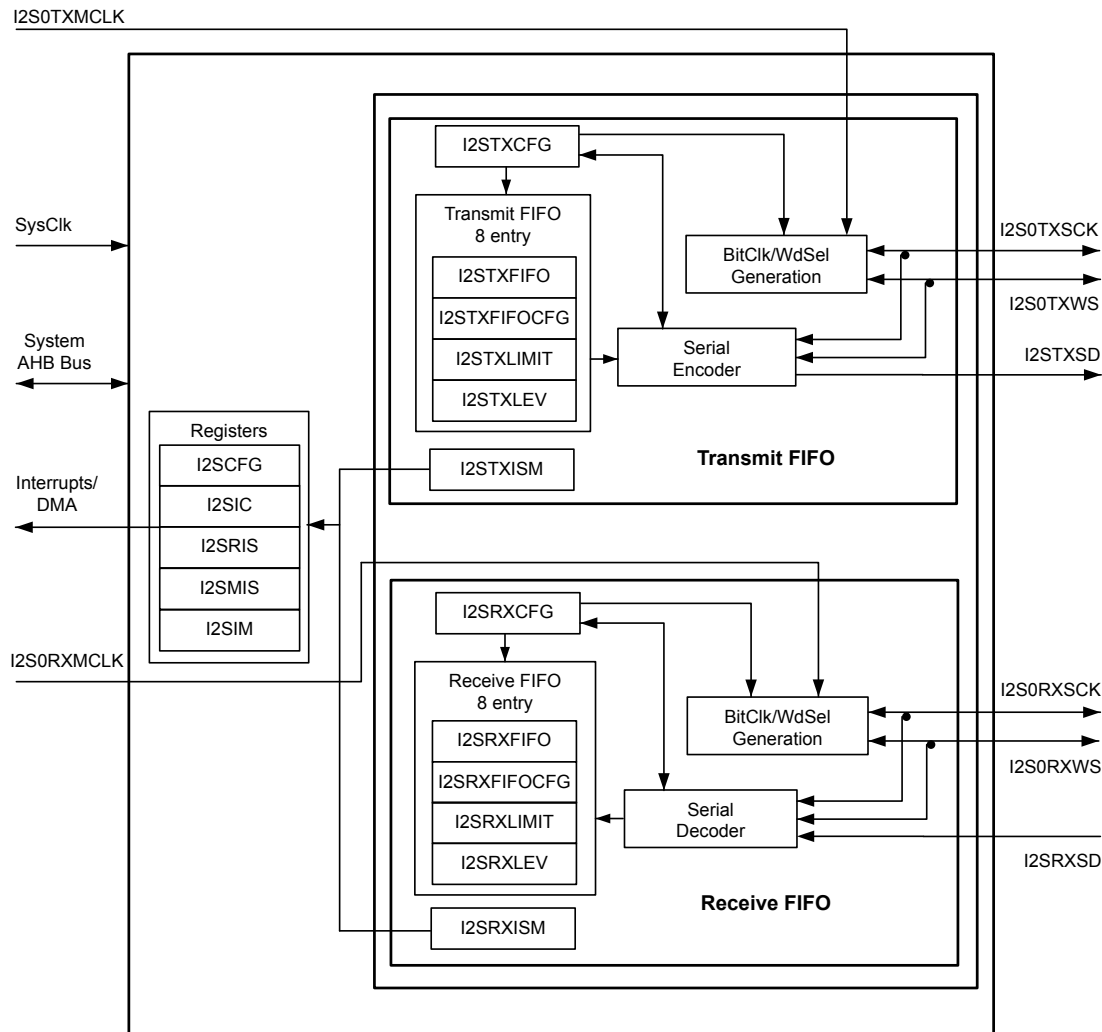 I2S0TXMCLK
I2STXCFG
Transmit FIFO
8 entry
I2STXFIFO
I2STXFIFOCFG
I2STXLIMIT
I2STXLEV
BitClk/WdSel
Generation
Serial
Encoder
I2STXISM
Transmit FIFO
SysClk
System
AHB Bus
Interrupts/
DMA
Registers
I2SCFG
I2SIC
I2SRIS
I2SMIS
I2SIM
I2S0TXSCK
I2S0TXWS
I2STXSD
I2S0RXMCLK
I2SRXCFG
Receive FIFO
8 entry
I2SRXFIFO
I2SRXFIFOCFG
I2SRXLIMIT
I2SRXLEV
BitClk/WdSel
Generation
Serial
Decoder
I2SRXISM
Receive FIFO
I2S0RXSCK
I2S0RXWS
I2SRXSD